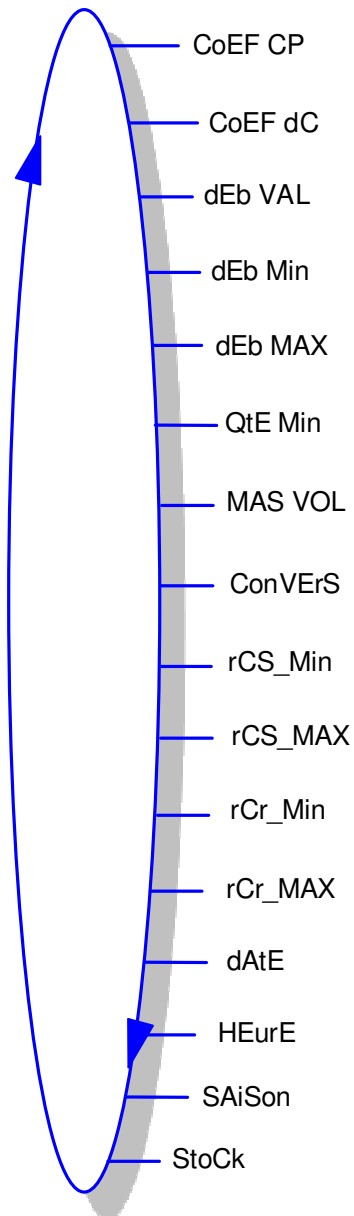 CoEF CP
CoEF dC
dEb VAL
dEb Min
dEb MAX
QtE Min
MAS VOL
ConVErS
rCS_Min
rCS_MAX
rCr_Min
rCr_MAX
dAtE
HEurE
SAiSon
StoCk